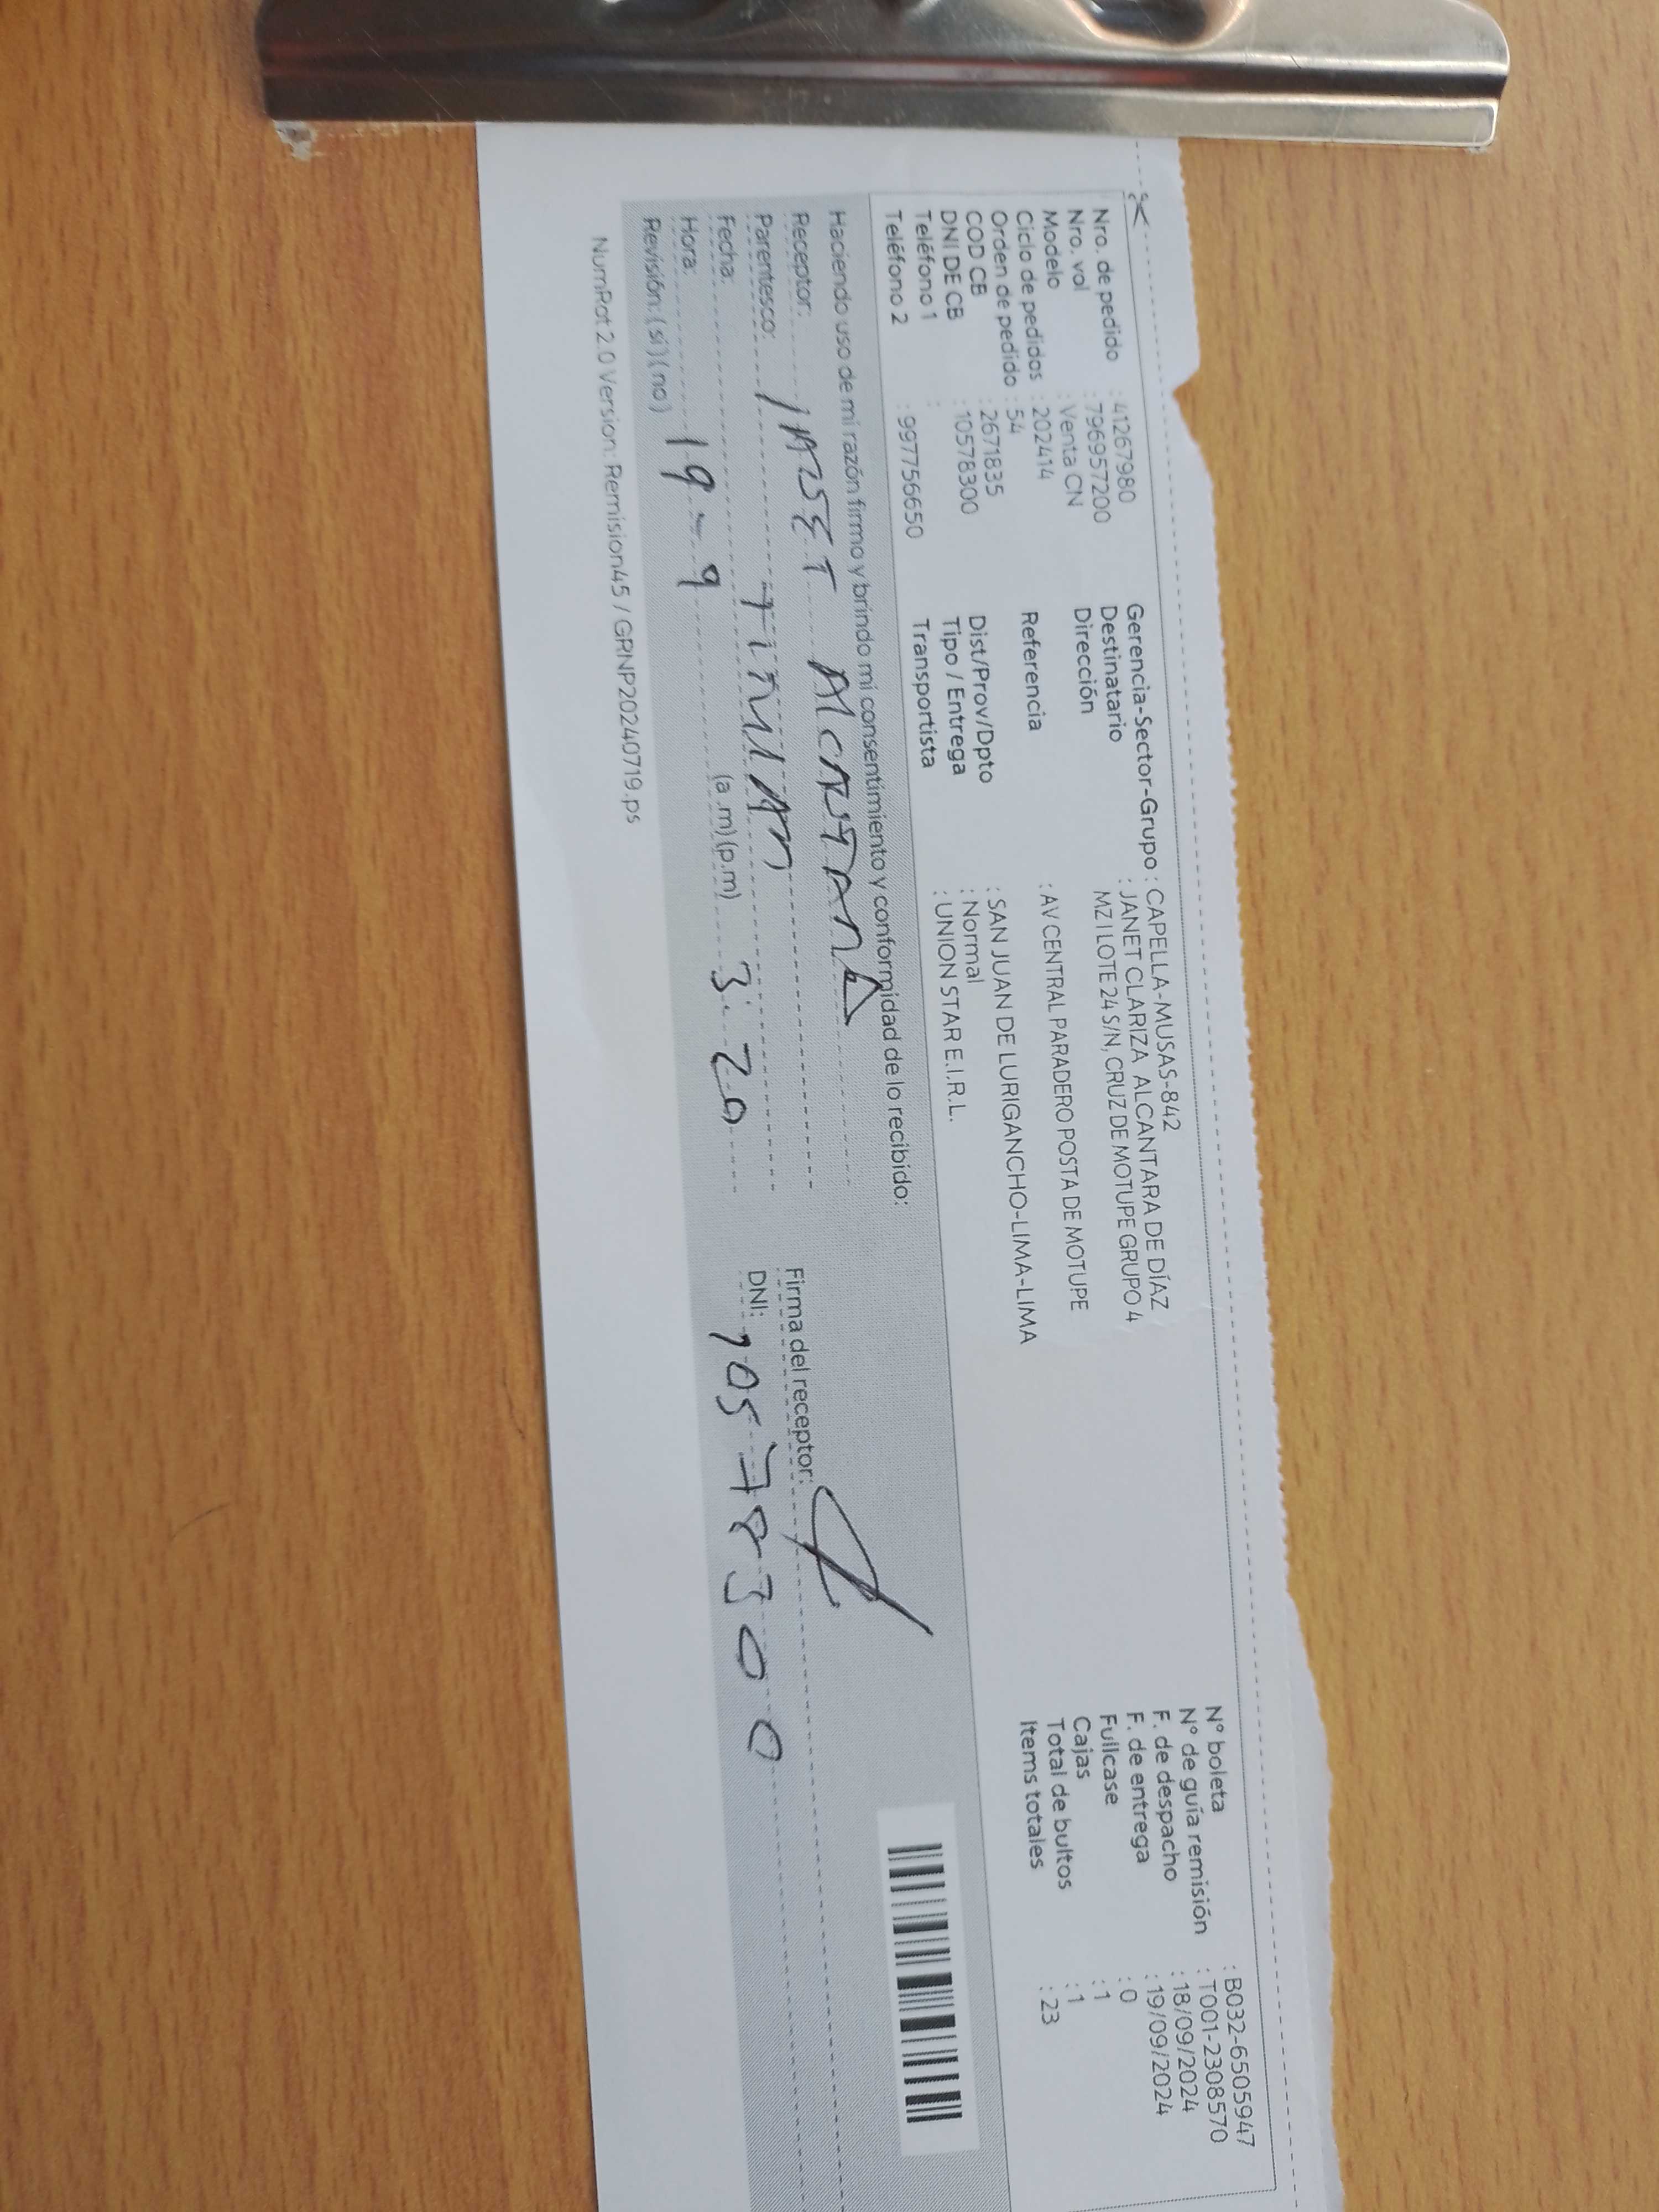 Nro. de pedido : 41267980
Nro. vol : 796957200
Modelo : Venta CN
Ciclo de pedidos : 202414
Orden de pedido : 54
COD CB : 2671835
DNI DE CB : 10578300
Teléfono 1 :
Teléfono 2 : 997756650
Gerencia-Sector-Grupo : CAPELLA-MUSAS-842
Destinatario : JANET CLARIZA ALCANTARA DE DÍAZ
Dirección MZ I LOTE 24 S/N, CRUZ DE MOTUPE GRUPO 4
Referencia : AV CENTRAL PARADERO POSTA DE MOTUPE
Dist/Prov/Dpto : SAN JUAN DE LURIGANCHO-LIMA-LIMA
Tipo / Entrega : Normal
Transportista : UNION STAR E.I.R.L.
N° boleta : B032-6505947
N° de guía remisión : T001-2308570
F. de despacho : 18/09/2024
F. de entrega : 19/09/2024
Fullcase : 0
Cajas : 1
Total de bultos : 1
Items totales : 23
Haciendo uso de mi razón firmo y brindo mi consentimiento y conformidad de lo recibido:
Receptor:
Parentesco:
Fecha: 19-9
Hora: (a.m)(p.m) 3:20
Revisión:(si)(no)
Firma del receptor:
DNI: 10578300
NumRot 2.0 Version: Remision45 / GRNP20240719.ps